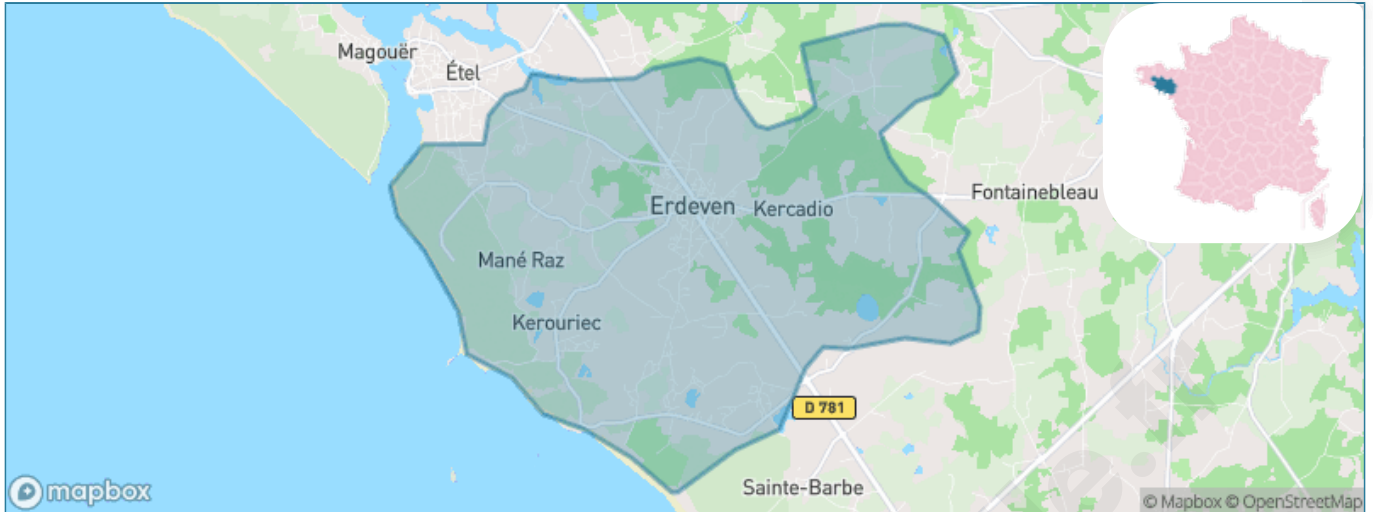 Magouër
Étel
Erdeven
Kercadio
Fontainebleau
Mané Raz
Kerouriec
D 781
Sainte-Barbe
mapbox
© Mapbox © OpenStreetMap